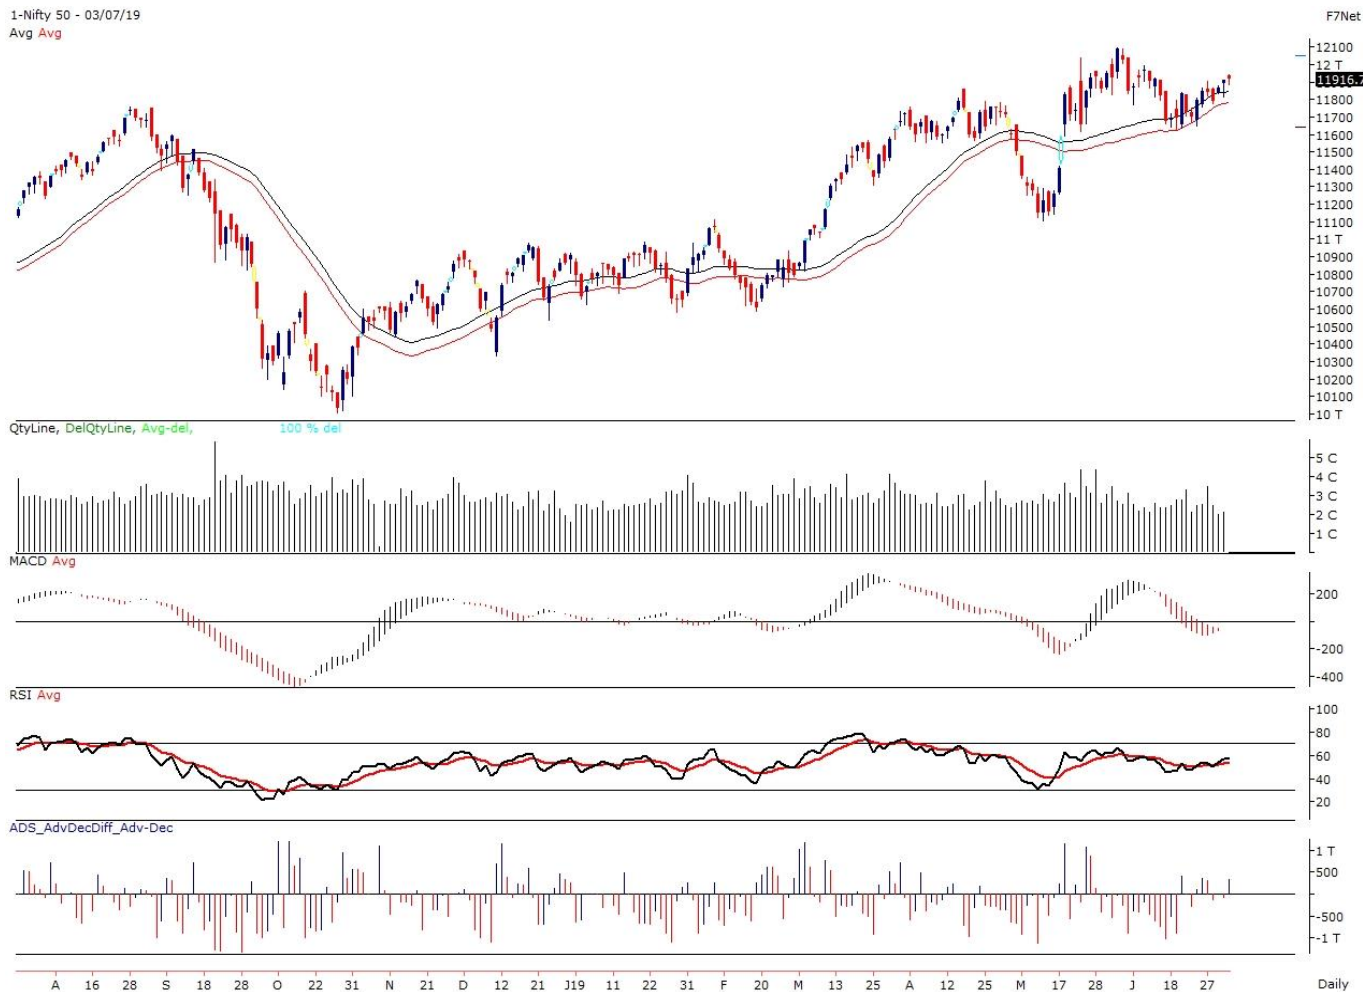 1-Nifty 50 - 03/07/19
F7Net
Avg Avg
12100
12 T
11916.7
11800
11700
11600
11500
11400
11300
11200
11100
11 T
10900
10800
10700
10600
10500
10400
10300
10200
10100
10 T
QtyLine, DelQtyLine, Avg-del, 100 % del
5 C
4 C
3 C
2 C
1 C
MACD Avg
200
-200
-400
RSI Avg
100
80
60
40
20
ADS_AdvDecDiff_Adv-Dec
1 T
500
-500
-1 T
A 16 28 S 18 28 O 22 31 N 21 D 12 21 J19 11 22 31 F 20 M 13 25 A 12 25 M 17 28 J 18 27 Daily